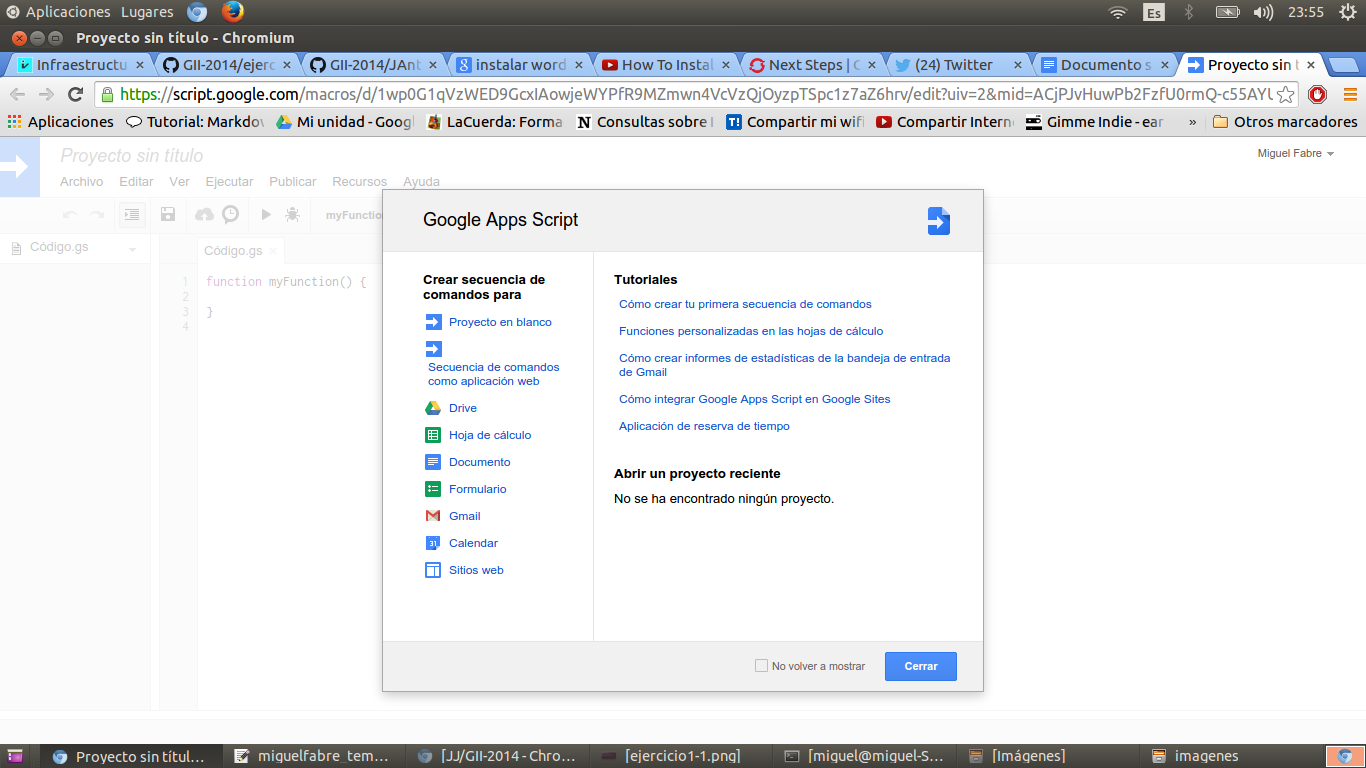 Aplicaciones Lugares Es 23:55
Proyecto sin título - Chromium
Infraestructu × GII-2014/ejerc × GII-2014/JAnt × instalar word × How To Instal × Next Steps | C × (24) Twitter × Documento s × Proyecto sin t ×
https://script.google.com/macros/d/1wp0G1qVzWED9GcxIAowjeWYPfR9MZmwn4VcVzQjOyzpTSpc1z7aZ6hrv/edit?uiv=2&mid=ACjPJvHuwPb2FzfU0rmQ-c55AYU
Aplicaciones Tutorial: Markdov Mi unidad - Googl LaCuerda: Forma Consultas sobre Compartir mi wifi Compartir Intern Gimme Indie - ear » Otros marcadores
Proyecto sin título
Miguel Fabre
Archivo Editar Ver Ejecutar Publicar Recursos Ayuda
myFunction
Código.gs
Código.gs ×
1 function myFunction() {
2
3 }
4
Google Apps Script
Crear secuencia de
comandos para
Proyecto en blanco
Secuencia de comandos
como aplicación web
Drive
Hoja de cálculo
Documento
Formulario
Gmail
31 Calendar
Sitios web
Tutoriales
Cómo crear tu primera secuencia de comandos
Funciones personalizadas en las hojas de cálculo
Cómo crear informes de estadísticas de la bandeja de entrada
de Gmail
Cómo integrar Google Apps Script en Google Sites
Aplicación de reserva de tiempo
Abrir un proyecto reciente
No se ha encontrado ningún proyecto.
No volver a mostrar
Cerrar
Proyecto sin títul... miguelfabre_tem... [JJ/GII-2014 - Chro... [ejercicio1-1.png] [miguel@miguel-S... [Imágenes] imagenes